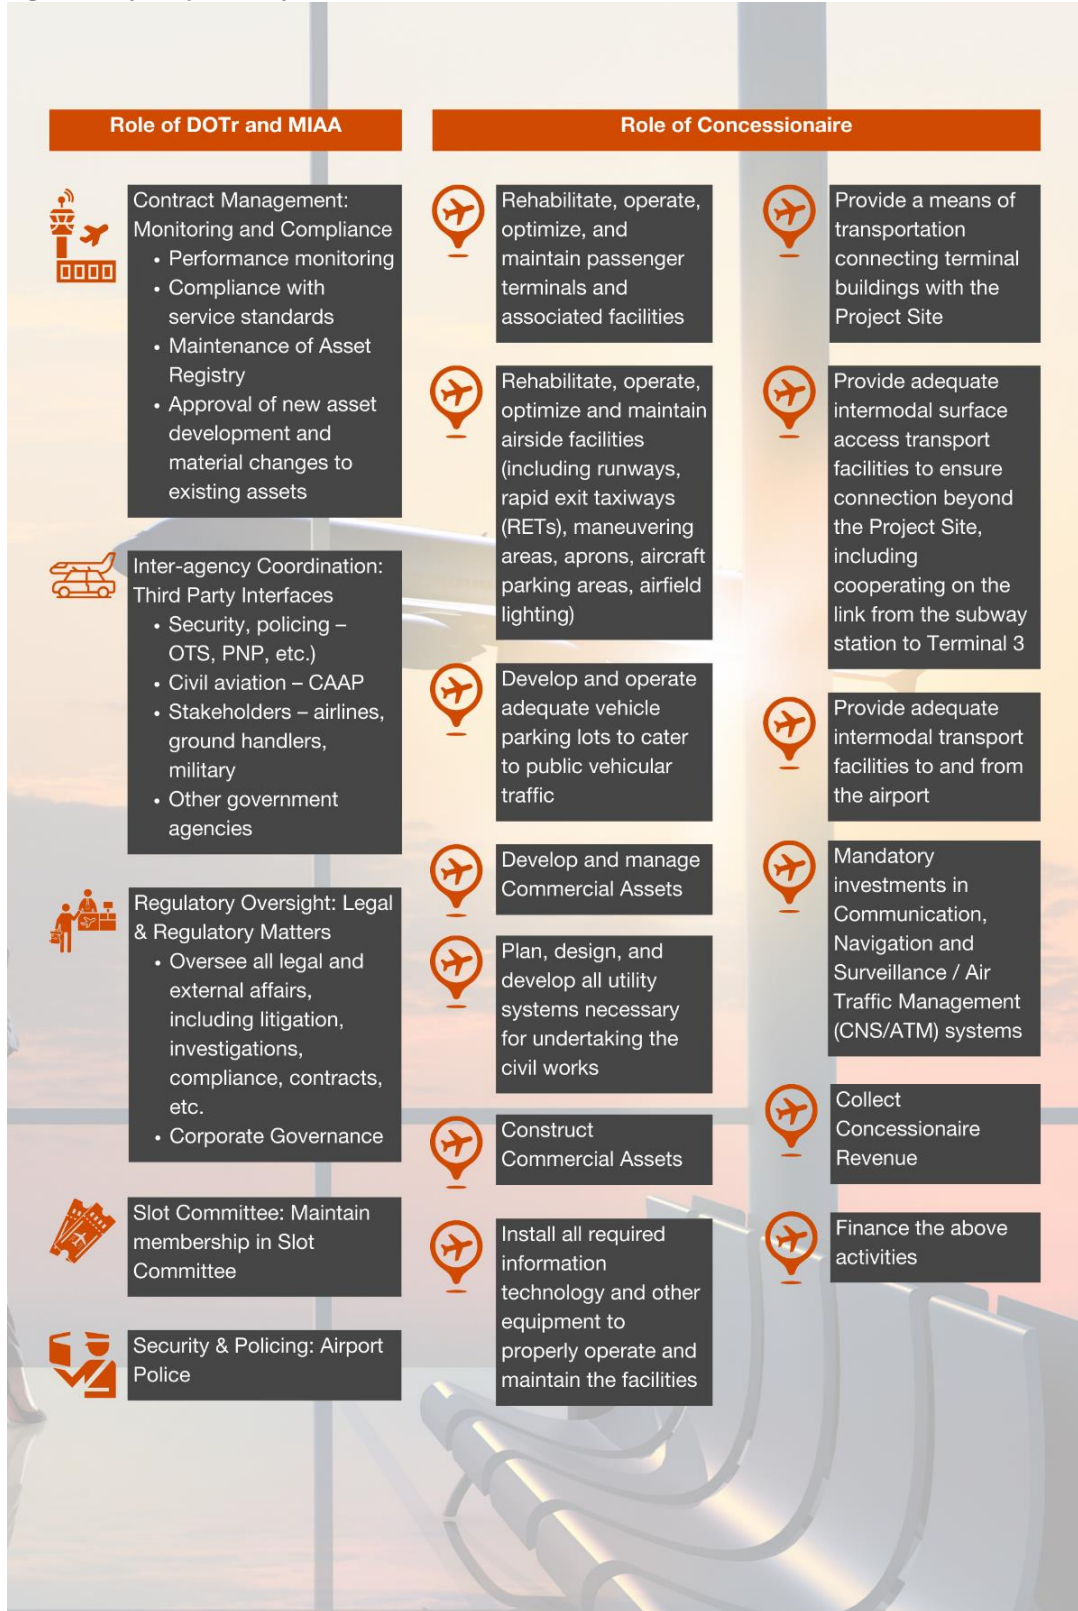 Role of DOTr and MIAA
Contract Management:
Monitoring and Compliance
• Performance monitoring
• Compliance with
service standards
• Maintenance of Asset
Registry
• Approval of new asset
development and
material changes to
existing assets
Inter-agency Coordination:
Third Party Interfaces
• Security, policing –
OTS, PNP, etc.)
• Civil aviation – CAAP
• Stakeholders – airlines,
ground handlers,
military
• Other government
agencies
Regulatory Oversight: Legal
& Regulatory Matters
• Oversee all legal and
external affairs,
including litigation,
investigations,
compliance, contracts,
etc.
• Corporate Governance
Slot Committee: Maintain
membership in Slot
Committee
Security & Policing: Airport
Police
Role of Concessionaire
Rehabilitate, operate,
optimize, and
maintain passenger
terminals and
associated facilities
Rehabilitate, operate,
optimize and maintain
airside facilities
(including runways,
rapid exit taxiways
(RETs), maneuvering
areas, aprons, aircraft
parking areas, airfield
lighting)
Develop and operate
adequate vehicle
parking lots to cater
to public vehicular
traffic
Develop and manage
Commercial Assets
Plan, design, and
develop all utility
systems necessary
for undertaking the
civil works
Construct
Commercial Assets
Install all required
information
technology and other
equipment to
properly operate and
maintain the facilities
Provide a means of
transportation
connecting terminal
buildings with the
Project Site
Provide adequate
intermodal surface
access transport
facilities to ensure
connection beyond
the Project Site,
including
cooperating on the
link from the subway
station to Terminal 3
Provide adequate
intermodal transport
facilities to and from
the airport
Mandatory
investments in
Communication,
Navigation and
Surveillance / Air
Traffic Management
(CNS/ATM) systems
Collect
Concessionaire
Revenue
Finance the above
activities